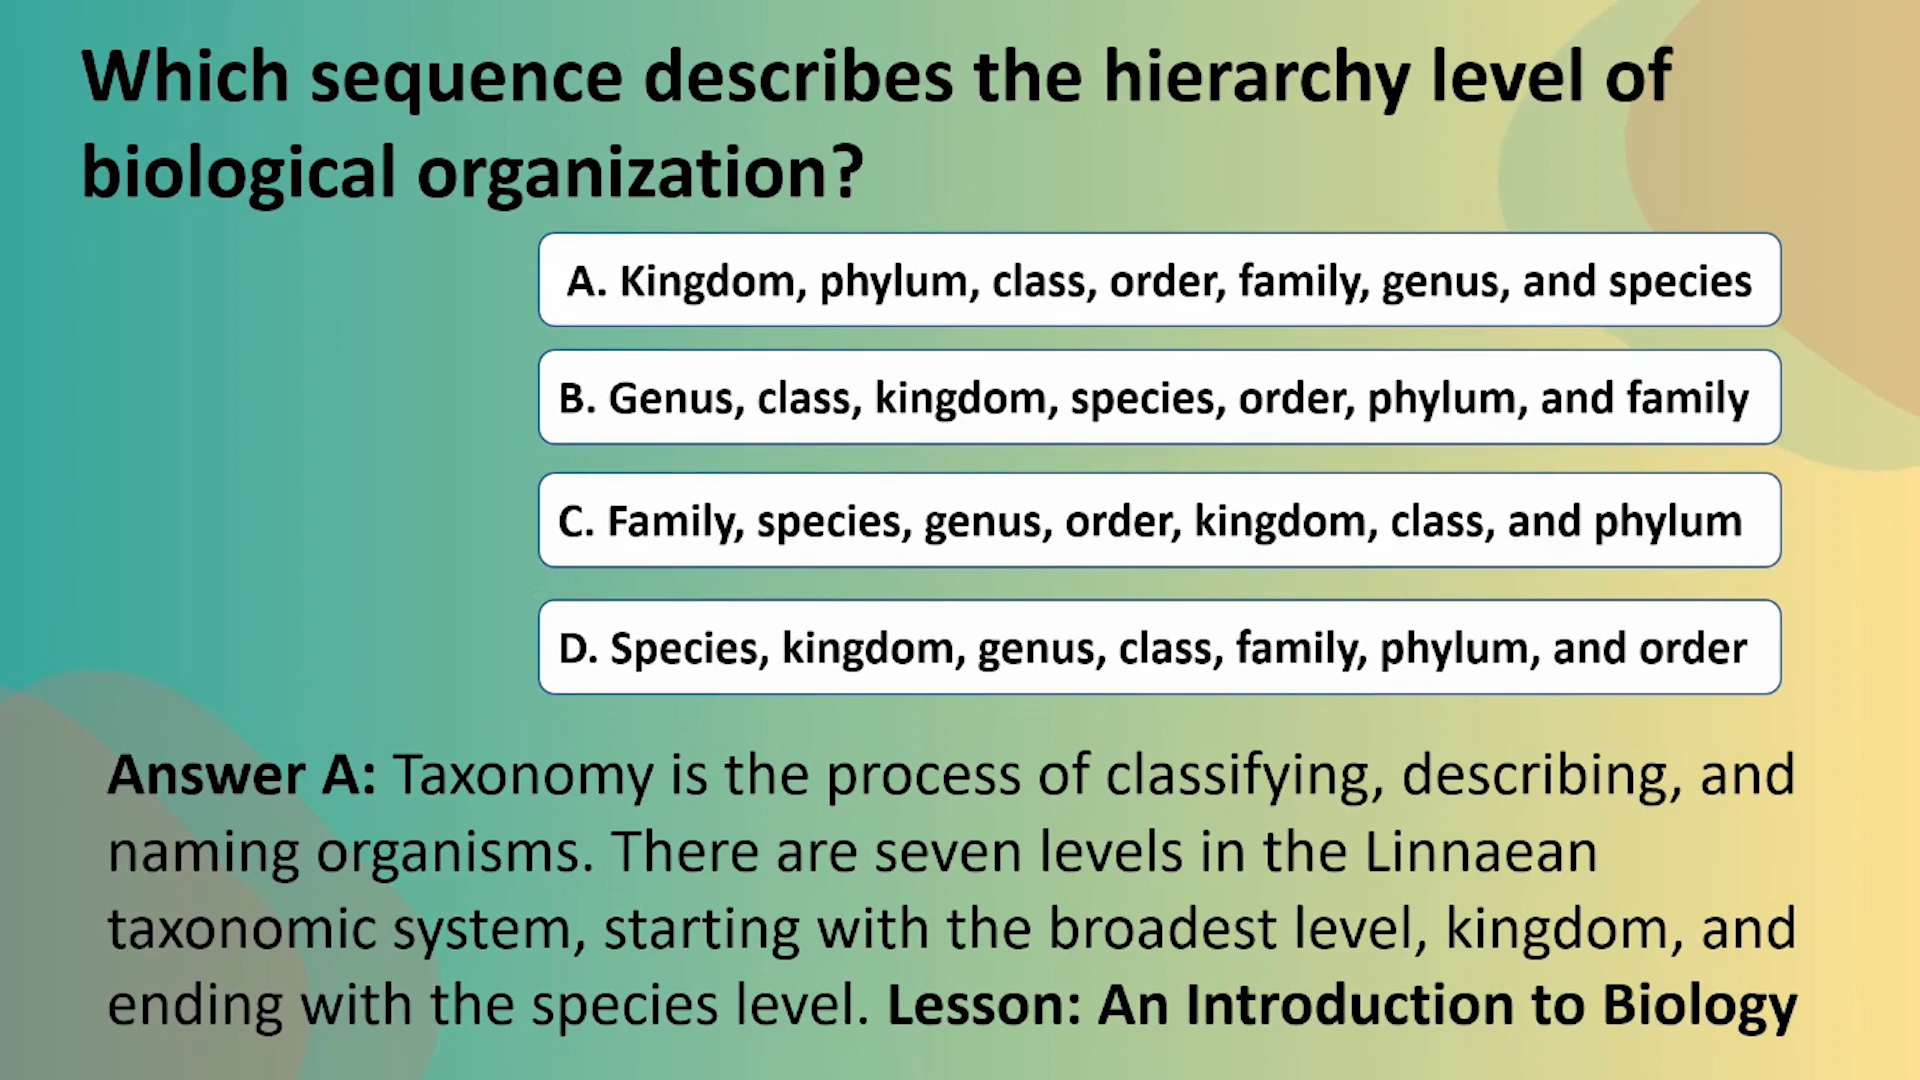 Which sequence describes the hierarchy level of
biological organization?
A. Kingdom, phylum, class, order, family, genus, and species
B. Genus, class, kingdom, species, order, phylum, and family
C. Family, species, genus, order, kingdom, class, and phylum
D. Species, kingdom, genus, class, family, phylum, and order
Answer A: Taxonomy is the process of classifying, describing, and
naming organisms. There are seven levels in the Linnaean
taxonomic system, starting with the broadest level, kingdom, and
ending with the species level. Lesson: An Introduction to Biology